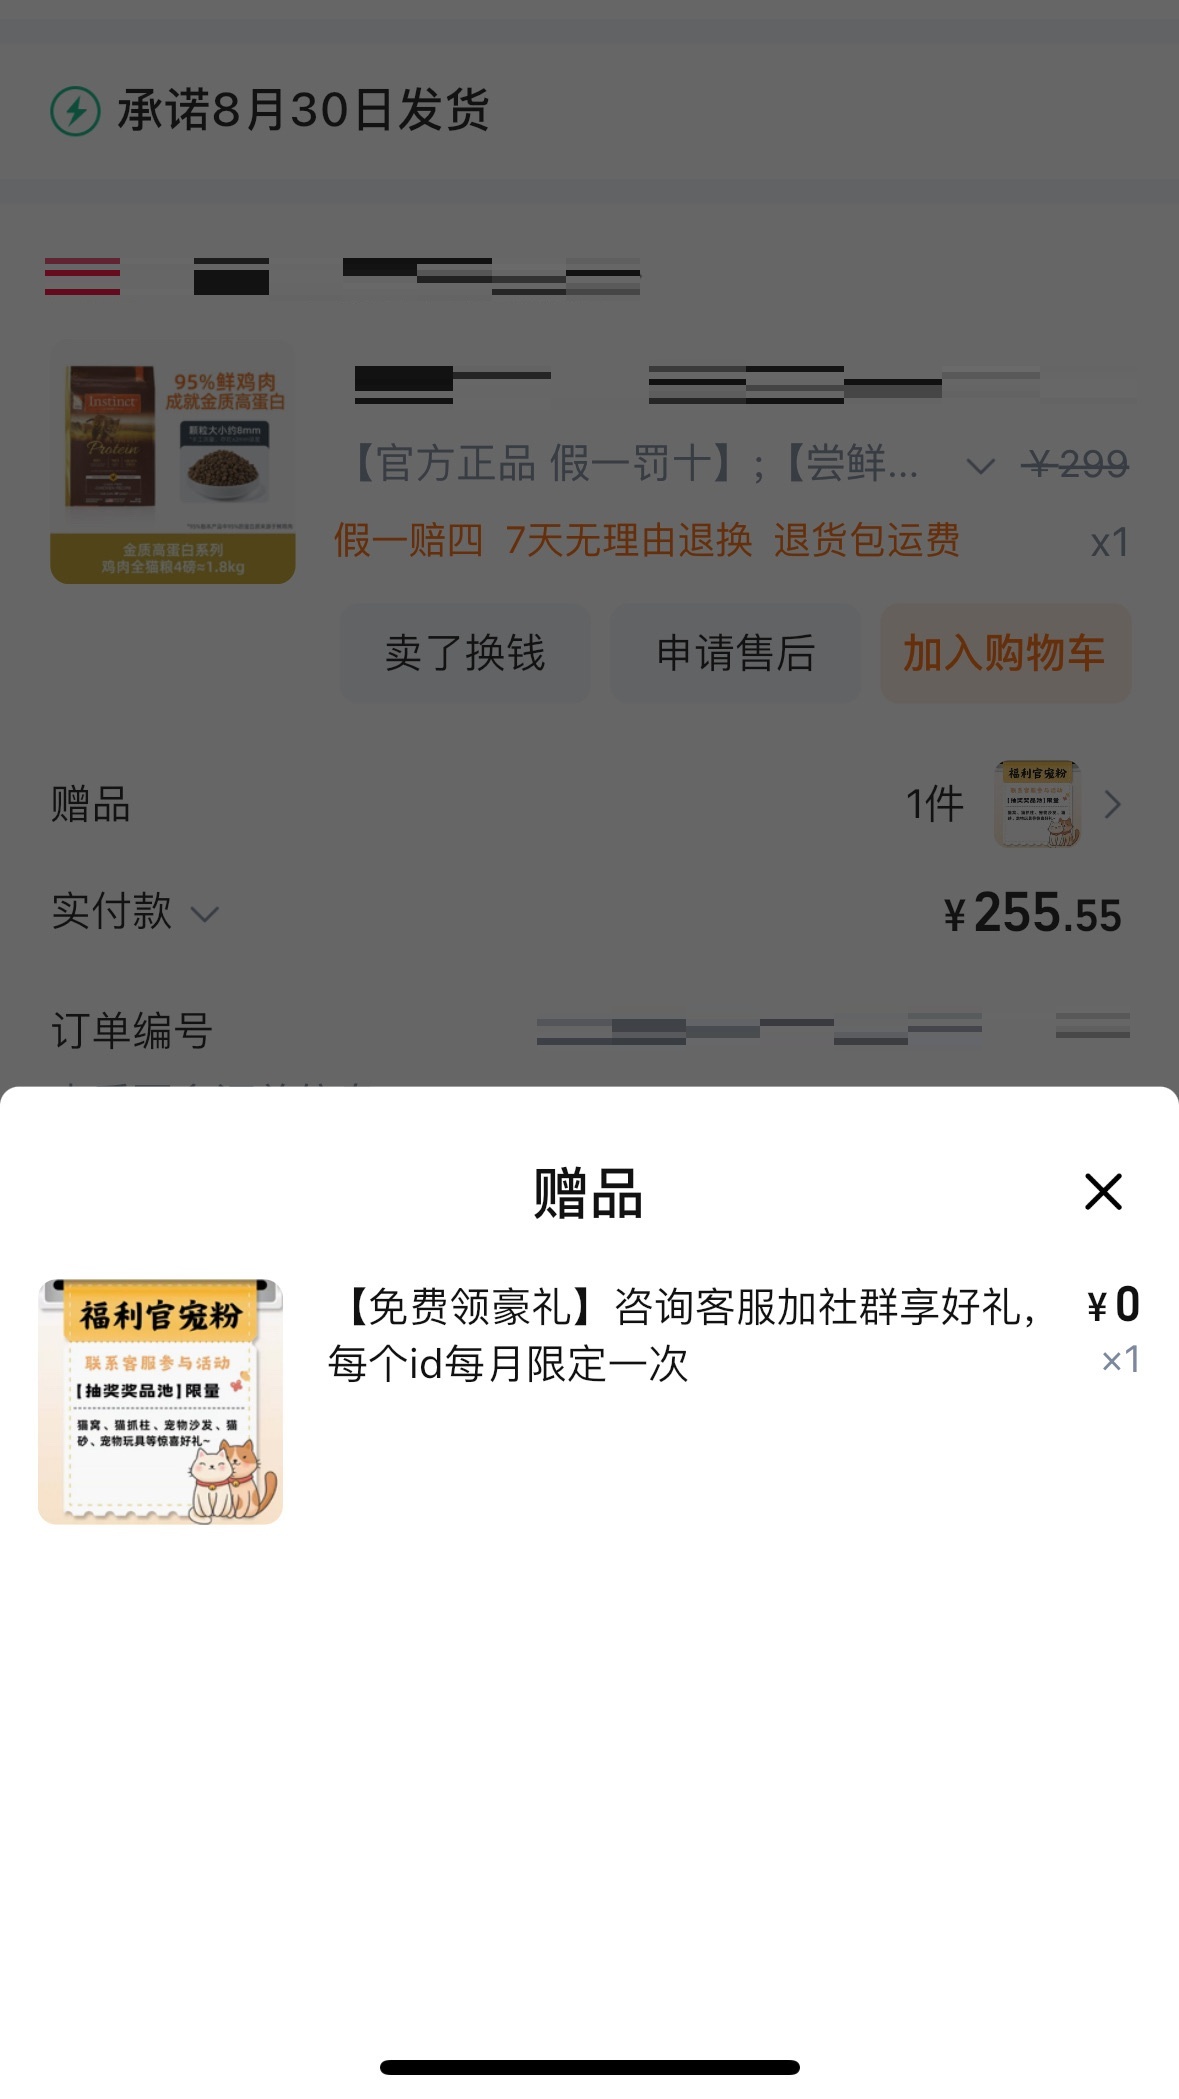 承诺8月30日发货
Instinct
Protein
95%鲜鸡肉
成就金质高蛋白
颗粒大小约8mm
金质高蛋白系列
鸡肉全猫粮4磅≈1.8kg
【官方正品 假一罚十】;【尝鲜... ¥299
假一赔四 7天无理由退换 退货包运费 x1
卖了换钱 申请售后 加入购物车
赠品 1件
福利官宠粉
[抽奖奖品池]限量
实付款 ¥255.55
订单编号
赠品
福利官宠粉
联系客服参与活动
[抽奖奖品池]限量
猫窝、猫抓柱、宠物沙发、猫
砂、宠物玩具等惊喜好礼~
【免费领豪礼】咨询客服加社群享好礼, ¥0
每个id每月限定一次 ×1